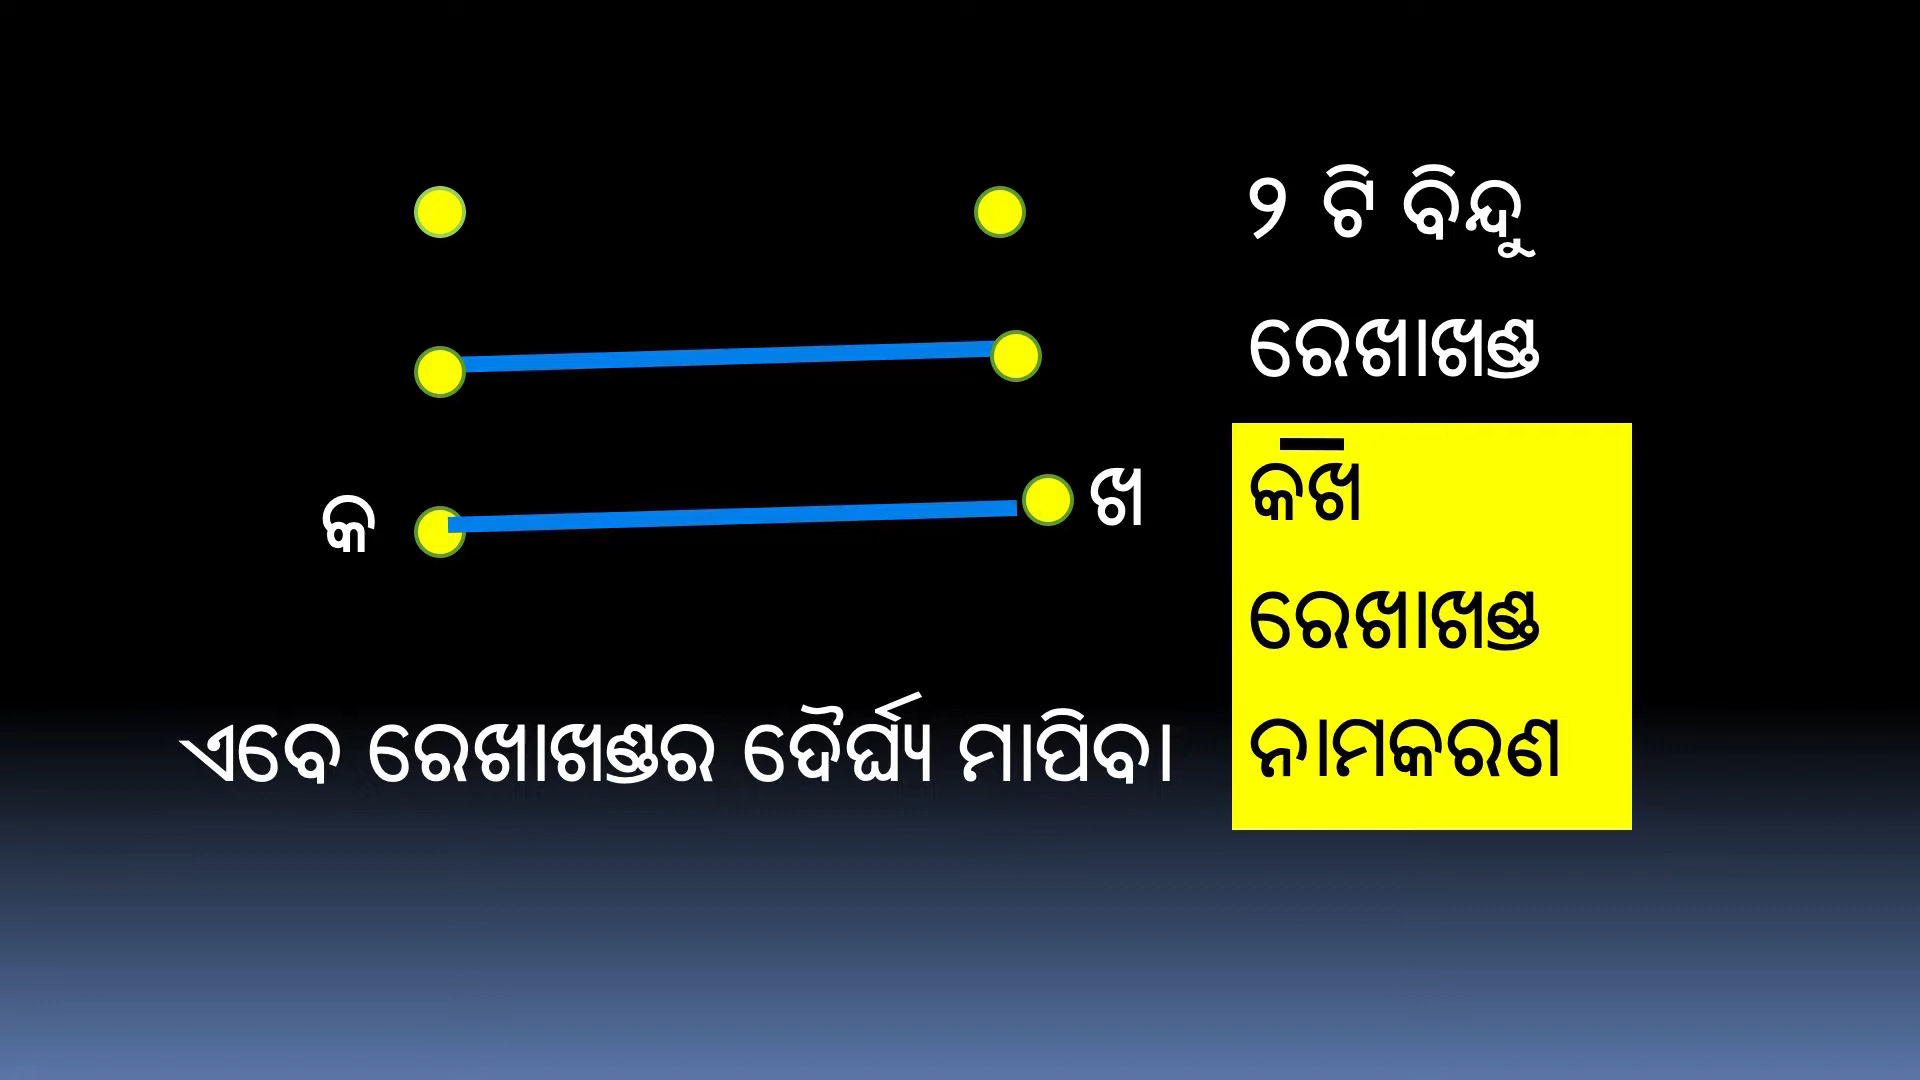 ୨ ଟି ବିନ୍ଦୁ
ରେଖାଖଣ୍ଡ
କ
ଖ
କଖ
ରେଖାଖଣ୍ଡ
ନାମକରଣ
ଏବେ ରେଖାଖଣ୍ଡର ଦୈର୍ଘ୍ୟ ମାପିବା